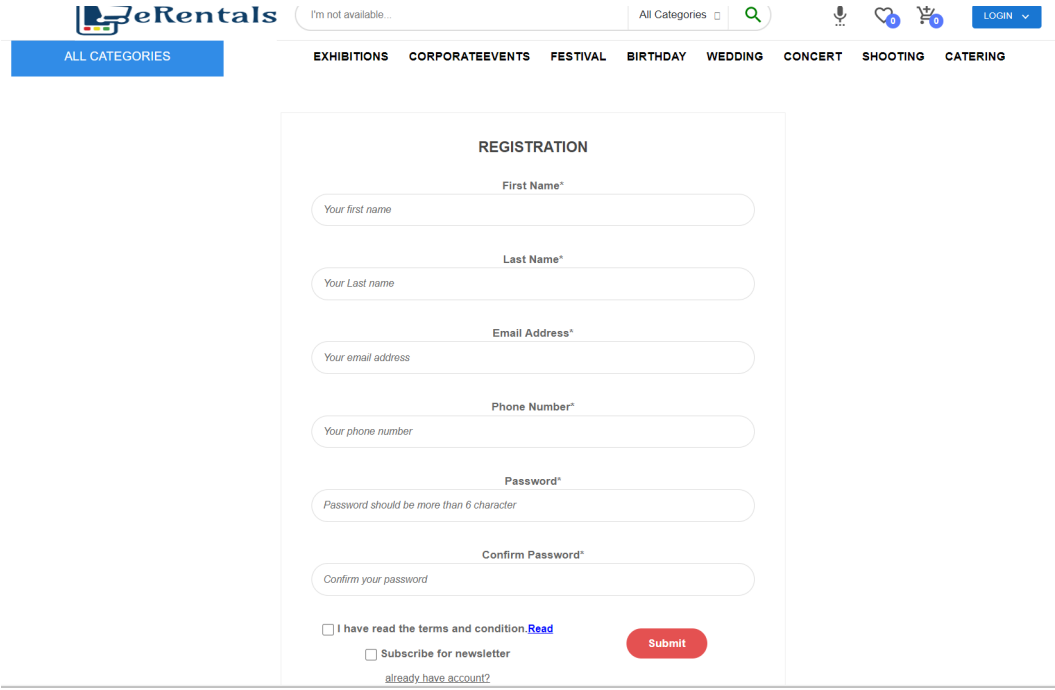 eRentals
I'm not available...
All Categories
0
0
LOGIN
ALL CATEGORIES
EXHIBITIONS CORPORATEEVENTS FESTIVAL BIRTHDAY WEDDING CONCERT SHOOTING CATERING
REGISTRATION
First Name*
Your first name
Last Name*
Your Last name
Email Address*
Your email address
Phone Number*
Your phone number
Password*
Password should be more than 6 character
Confirm Password*
Confirm your password
I have read the terms and condition.Read
Submit
Subscribe for newsletter
already have account?